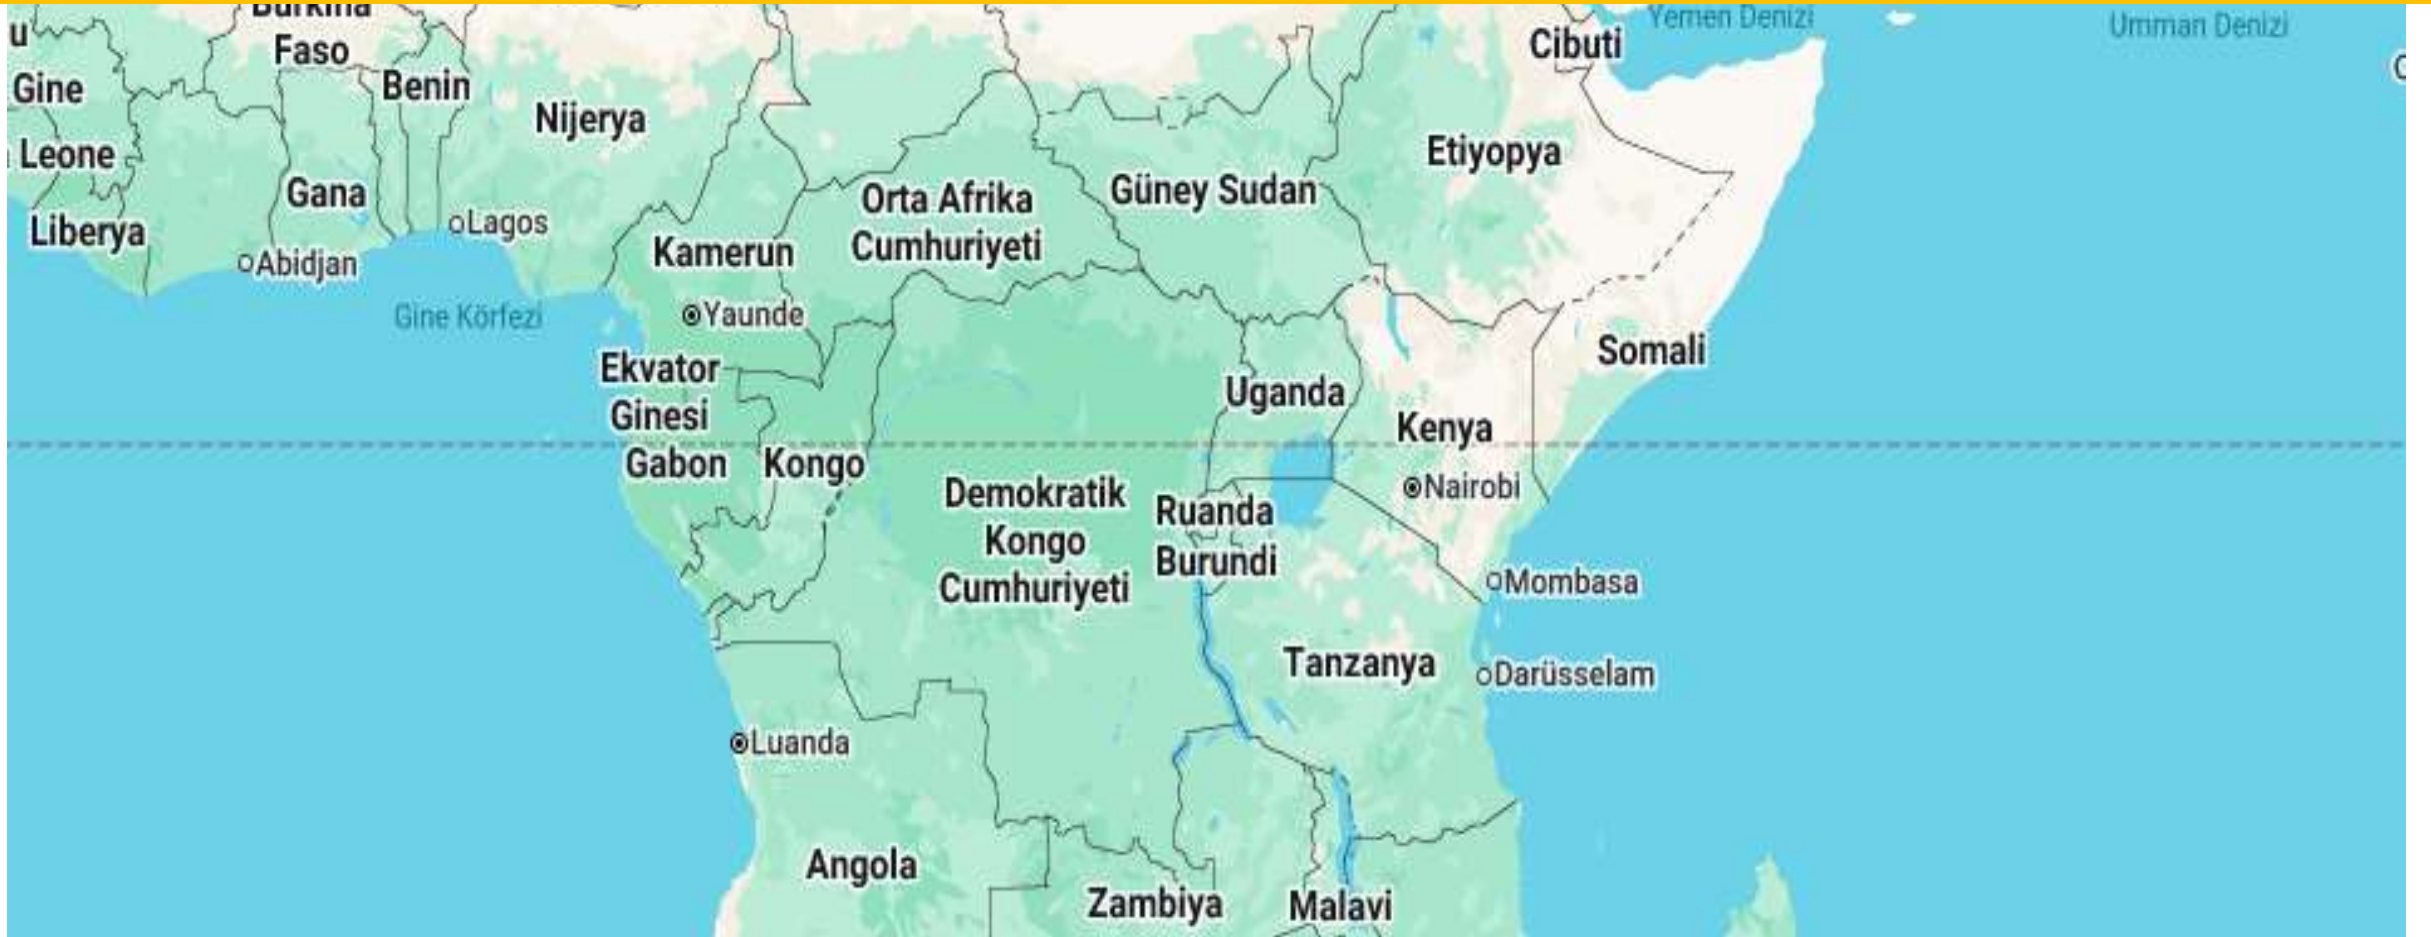 Burkina
Faso
Yemen Denizi
Umman Denizi
u
Cibuti
Gine
Benin
Nijerya
Etiyopya
Leone
Gana
Orta Afrika
Cumhuriyeti
Güney Sudan
Liberya
Lagos
Kamerun
Abidjan
Gine Körfezi
Yaunde
Somali
Ekvator
Ginesi
Uganda
Kenya
Gabon
Kongo
Nairobi
Demokratik
Kongo
Cumhuriyeti
Ruanda
Burundi
Mombasa
Tanzanya
Darüsselam
Luanda
Angola
Zambiya
Malavi